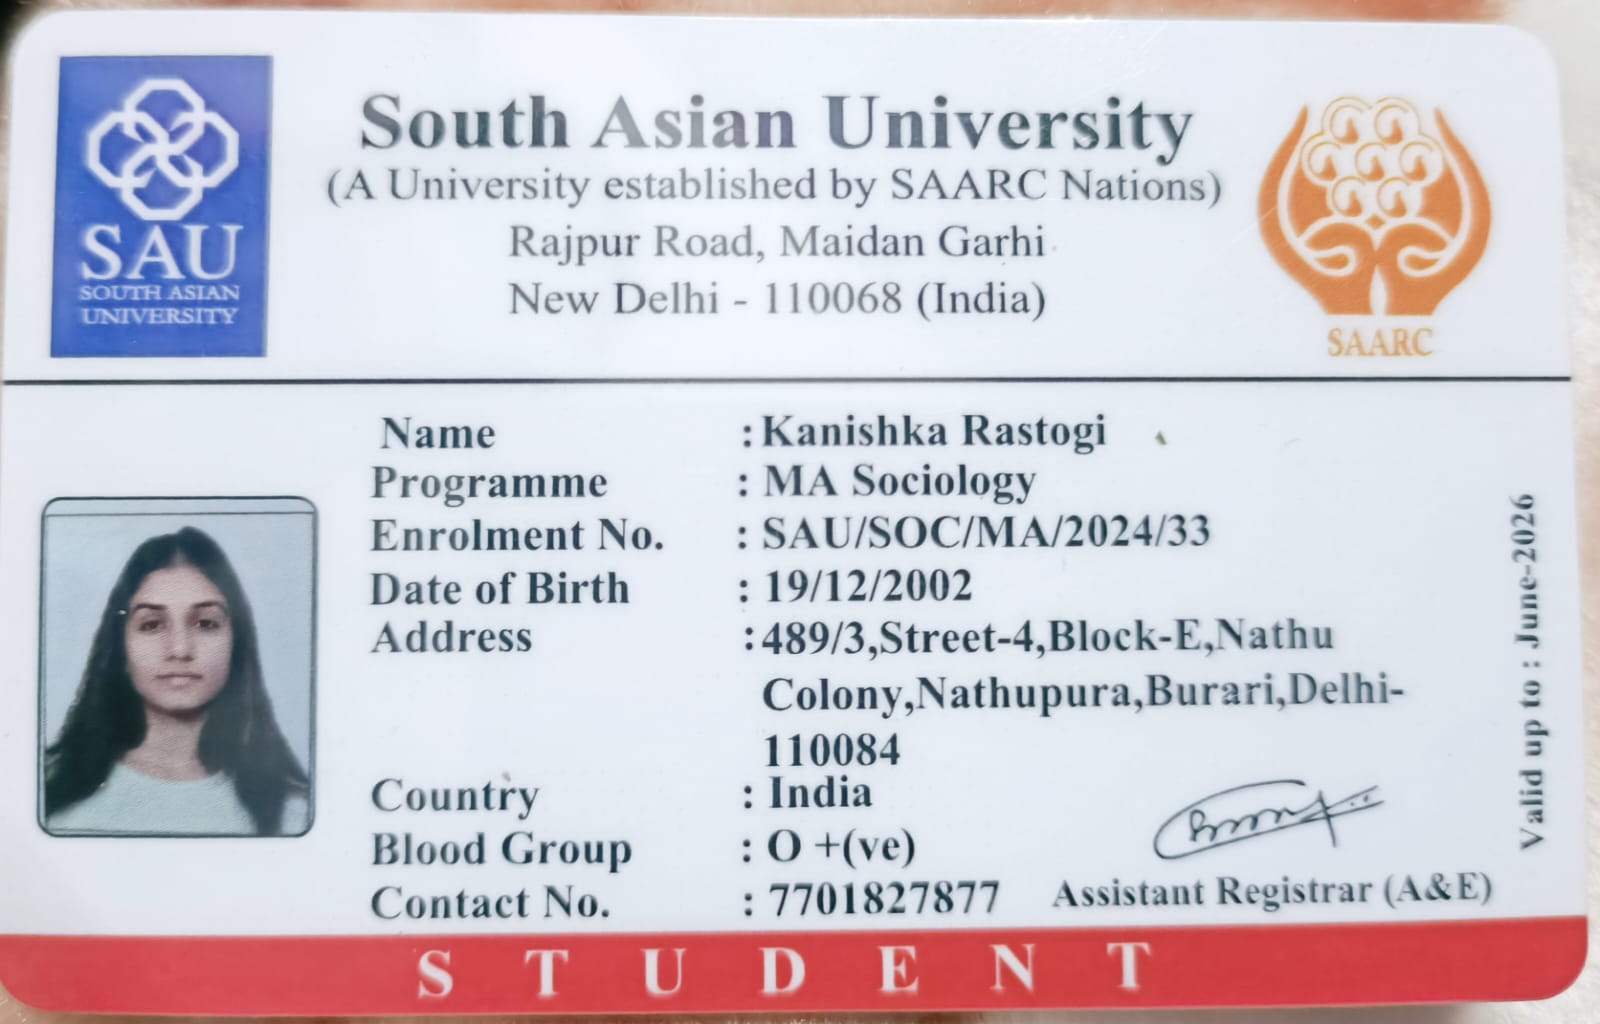 SAU
SOUTH ASIAN
UNIVERSITY
South Asian University
(A University established by SAARC Nations)
Rajpur Road, Maidan Garhi
New Delhi - 110068 (India)
SAARC
Name : Kanishka Rastogi
Programme : MA Sociology
Enrolment No. : SAU/SOC/MA/2024/33
Date of Birth : 19/12/2002
Address : 489/3,Street-4,Block-E,Nathu
Colony,Nathupura,Burari,Delhi-
110084
Country : India
Blood Group : O +(ve)
Contact No. : 7701827877
Assistant Registrar (A&E)
Valid up to : June-2026
STUDENT